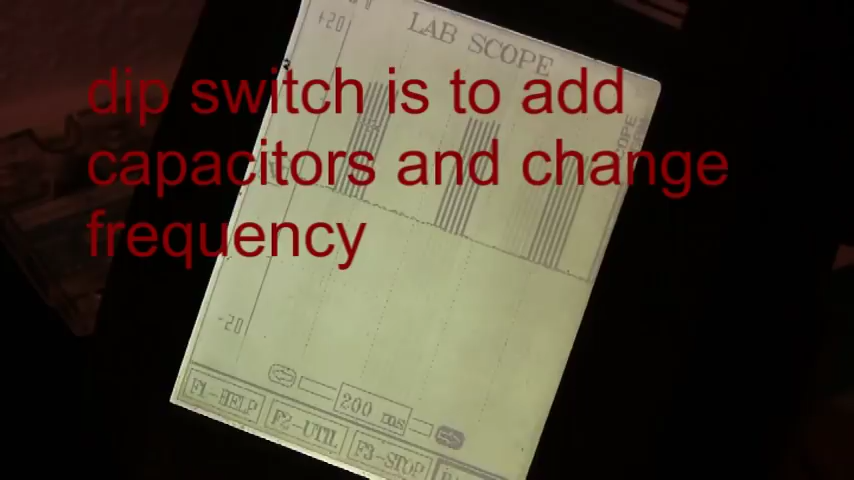 +20
LAB SCOPE
dip switch is to add
capacitors and change
frequency
-20
200 ms
F1-HELP
F2-UTIL
F3-STOP